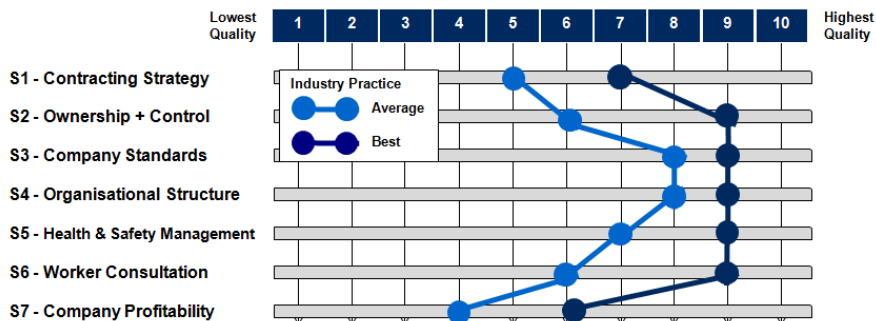 Lowest
Quality
1 2 3 4 5 6 7 8 9 10
Highest
Quality
S1 - Contracting Strategy
Industry Practice
Average
Best
S2 - Ownership + Control
S3 - Company Standards
S4 - Organisational Structure
S5 - Health & Safety Management
S6 - Worker Consultation
S7 - Company Profitability